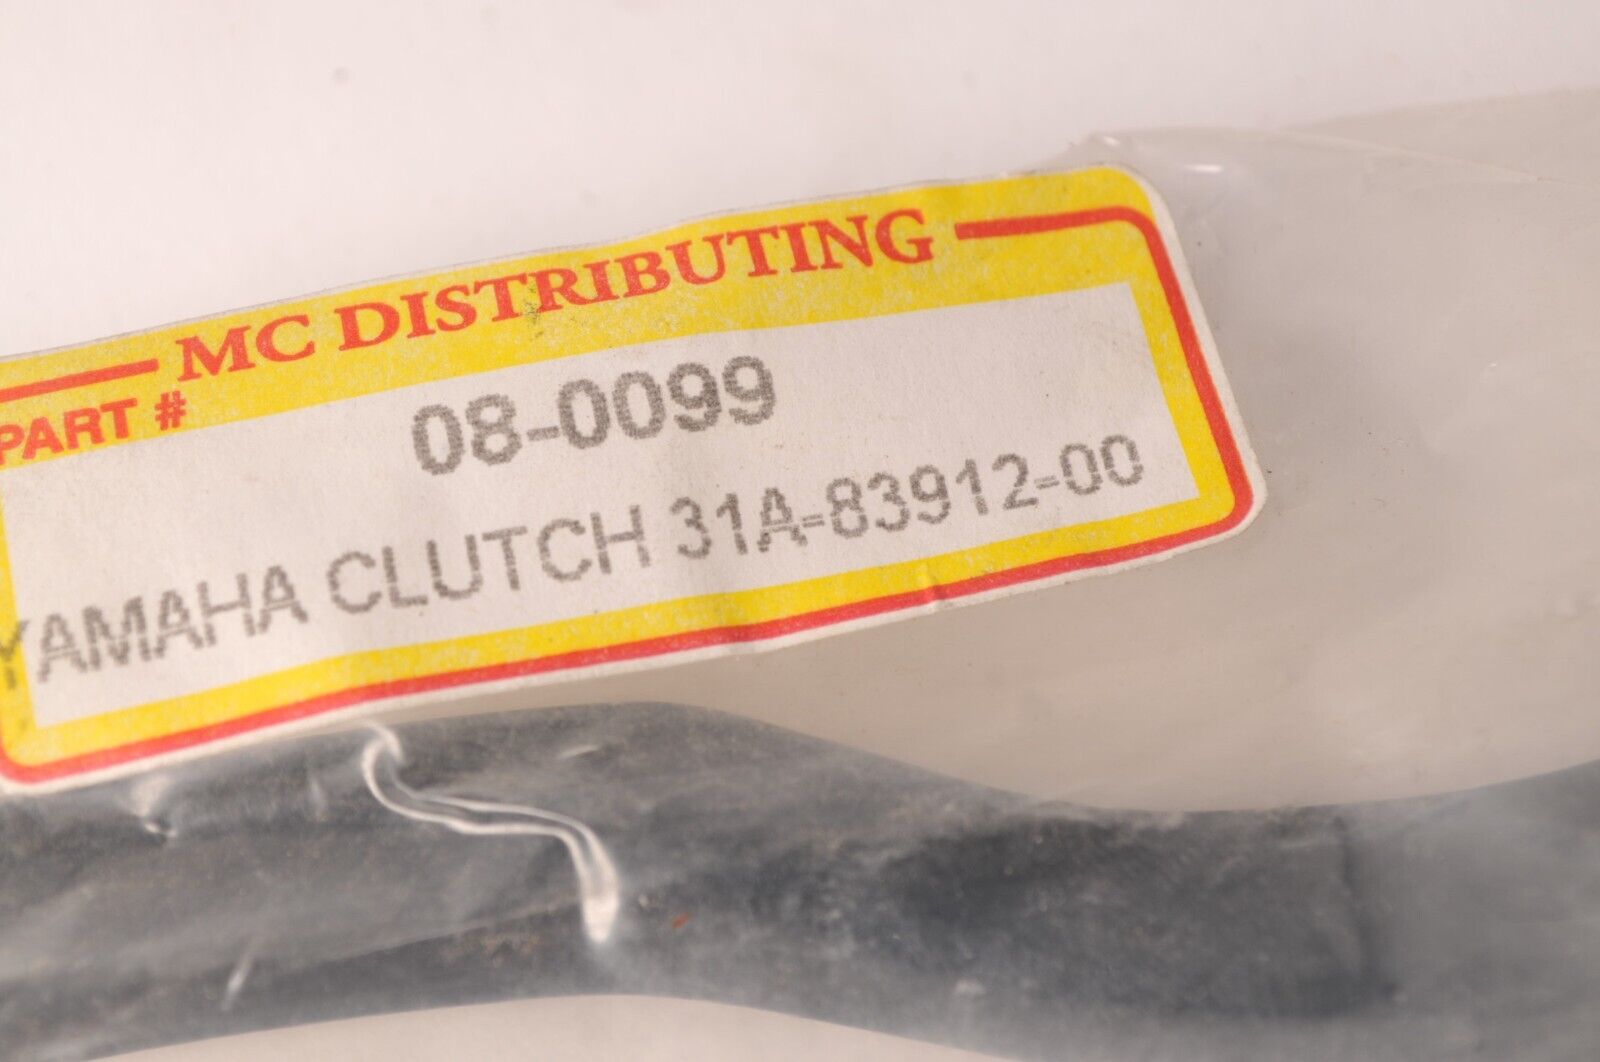 MC DISTRIBUTING
PART # 08-0099
YAMAHA CLUTCH 31A-83912-00